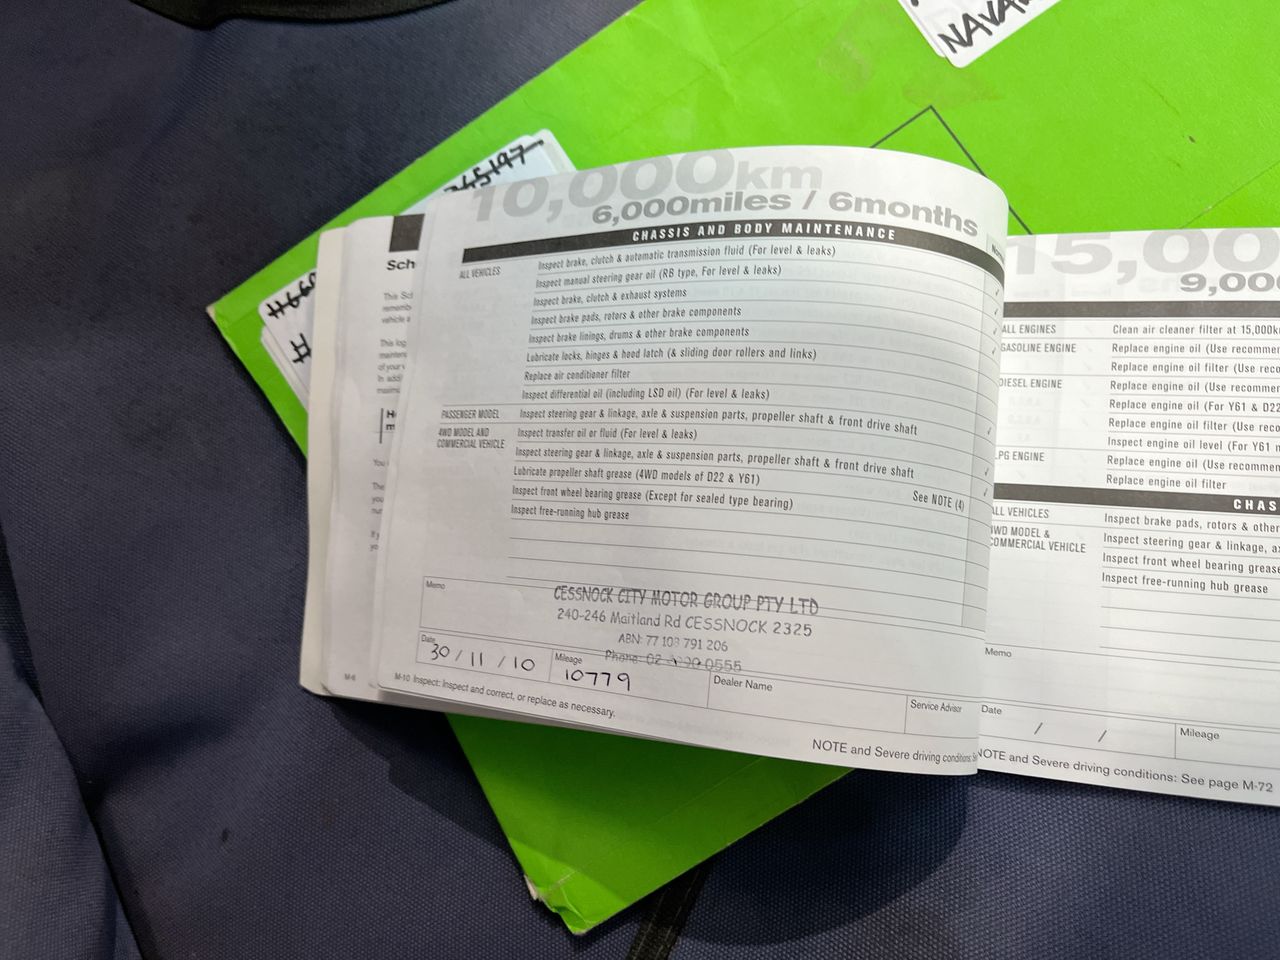 10,000km
6,000miles / 6months
CHASSIS AND BODY MAINTENANCE
ALL VEHICLES
Inspect brake, clutch & automatic transmission fluid (For level & leaks)
Inspect manual steering gear oil (RB type, For level & leaks)
Inspect brake, clutch & exhaust systems
Inspect brake pads, rotors & other brake components
Inspect brake linings, drums & other brake components
Lubricate locks, hinges & hood latch (& sliding door rollers and links)
Replace air conditioner filter
Inspect differential oil (including LSD oil) (For level & leaks)
PASSENGER MODEL
Inspect steering gear & linkage, axle & suspension parts, propeller shaft & front drive shaft
4WD MODEL AND
COMMERCIAL VEHICLE
Inspect transfer oil or fluid (For level & leaks)
Inspect steering gear & linkage, axle & suspension parts, propeller shaft & front drive shaft
Lubricate propeller shaft grease (4WD models of D22 & Y61)
See NOTE (4)
Inspect front wheel bearing grease (Except for sealed type bearing)
Inspect free-running hub grease
Memo
CESSNOCK CITY MOTOR GROUP PTY LTD
240-246 Maitland Rd CESSNOCK 2325
ABN: 77 103 791 206
Phone: 02 0555
Date
30 / 11 / 10
Mileage
10779
Dealer Name
Service Advisor
M-10 Inspect: Inspect and correct, or replace as necessary.
NOTE and Severe driving conditions:
M-6
15,00
9,00
ALL ENGINES
Clean air cleaner filter at 15,000k
GASOLINE ENGINE
Replace engine oil (Use recommen
Replace engine oil filter (Use reco
DIESEL ENGINE
Replace engine oil (Use recommen
Replace engine oil (For Y61 & D22
Replace engine oil filter (Use reco
Inspect engine oil level (For Y61
LPG ENGINE
Replace engine oil (Use recommen
Replace engine oil filter
CHAS
ALL VEHICLES
Inspect brake pads, rotors & other
4WD MODEL &
COMMERCIAL VEHICLE
Inspect steering gear & linkage, ax
Inspect front wheel bearing grease
Inspect free-running hub grease
Memo
Date
/ /
Mileage
NOTE and Severe driving conditions: See page M-72
Sch
NAVA